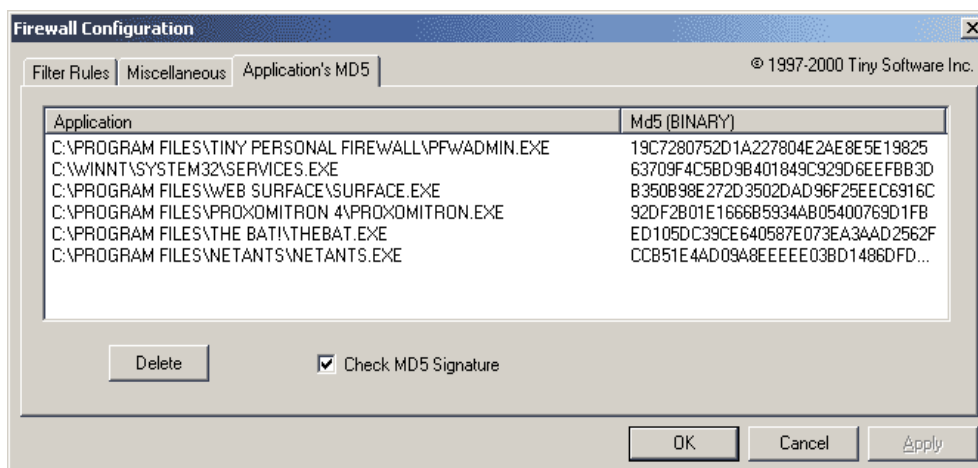 Firewall Configuration
Filter Rules Miscellaneous Application's MD5 © 1997-2000 Tiny Software Inc.
Application Md5 (BINARY)
C:\PROGRAM FILES\TINY PERSONAL FIREWALL\PFWADMIN.EXE 19C7280752D1A227804E2AE8E5E19825
C:\WINNT\SYSTEM32\SERVICES.EXE 63709F4C5BD9B401849C929D6EEFBB3D
C:\PROGRAM FILES\WEB SURFACE\SURFACE.EXE B350B98E272D3502DAD96F25EEC6916C
C:\PROGRAM FILES\PROXOMITRON 4\PROXOMITRON.EXE 92DF2B01E1666B5934AB05400769D1FB
C:\PROGRAM FILES\THE BAT!\THEBAT.EXE ED105DC39CE640587E073EA3AAD2562F
C:\PROGRAM FILES\NETANTS\NETANTS.EXE CCB51E4AD09A8EEEEE03BD1486DFD...
Delete Check MD5 Signature
OK Cancel Apply